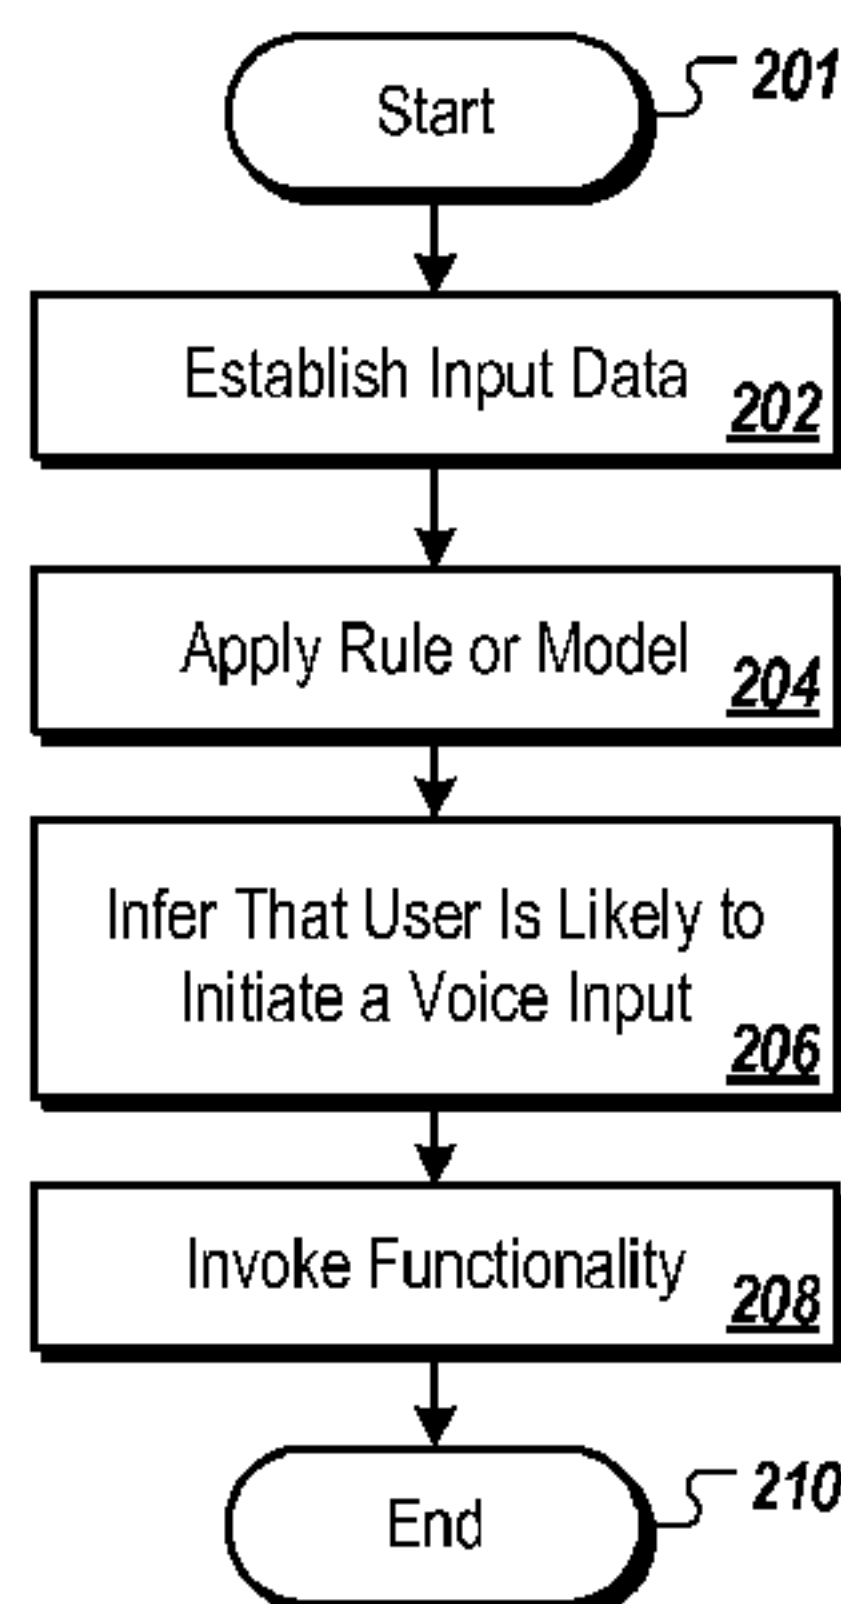 Start
201
Establish Input Data
202
Apply Rule or Model
204
Infer That User Is Likely to
Initiate a Voice Input
206
Invoke Functionality
208
End
210